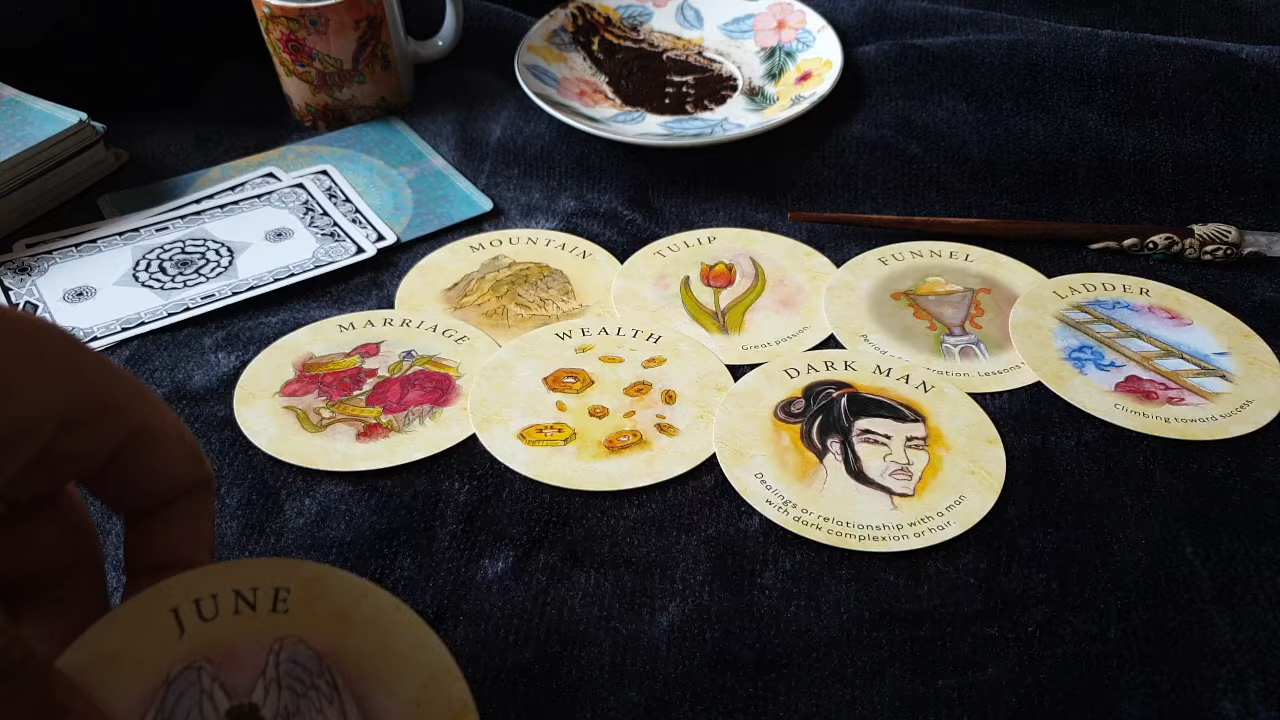 MOUNTAIN
TULIP
Great passion.
FUNNEL
Period
ration. Lessons.
LADDER
Climbing toward success.
MARRIAGE
WEALTH
DARK MAN
Dealings or relationship with a man
with dark complexion or hair.
JUNE